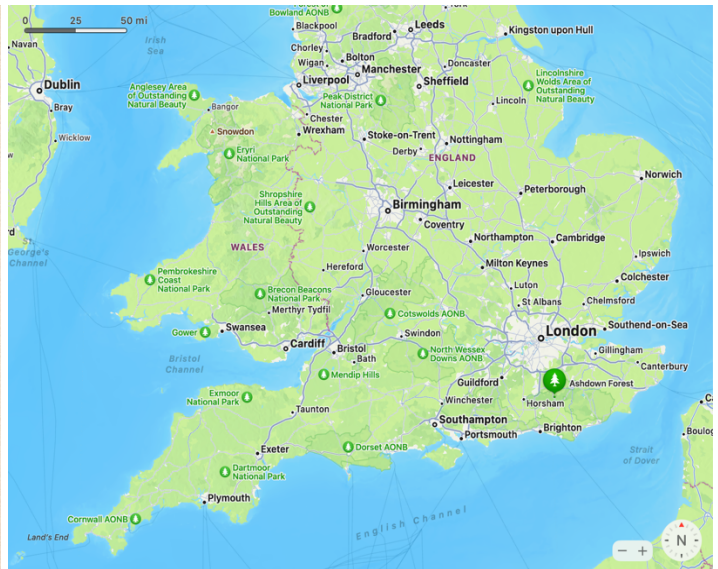 0 25 50 mi
Bowland AONB
Leeds
Blackpool
Bradford
Kingston upon Hull
Irish
Sea
Navan
Chorley
Bolton
Wigan
Manchester
Doncaster
Liverpool
Sheffield
Dublin
Anglesey Area
of Outstanding
Natural Beauty
Peak District
National Park
Lincolnshire
Wolds Area of
Outstanding
Natural Beauty
Bray
Bangor
Chester
Lincoln
Snowdon
Wrexham
Stoke-on-Trent
Nottingham
Wicklow
Derby
Eryri
National Park
ENGLAND
Norwich
Leicester
Peterborough
Shropshire
Hills Area of
Outstanding
Natural Beauty
Birmingham
Coventry
St.
George's
Channel
WALES
Worcester
Northampton
Cambridge
Ipswich
Hereford
Milton Keynes
Pembrokeshire
Coast
National Park
Colchester
Brecon Beacons
National Park
Gloucester
Luton
Merthyr Tydfil
St Albans
Chelmsford
Cotswolds AONB
Gower
Swansea
Swindon
London
Southend-on-Sea
Cardiff
Bristol
Bath
North Wessex
Downs AONB
Gillingham
Bristol
Channel
Canterbury
Mendip Hills
Guildford
Ashdown Forest
Exmoor
National Park
Winchester
Horsham
Taunton
Southampton
Brighton
Portsmouth
Exeter
Dorset AONB
Strait
of Dover
Dartmoor
National Park
Plymouth
Cornwall AONB
English Channel
Land's End
N